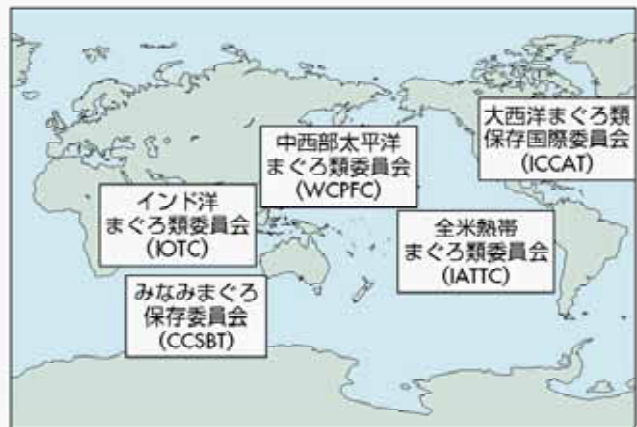 大西洋まぐろ類
保存国際委員会
(ICCAT)
中西部太平洋
まぐろ類委員会
(WCPFC)
インド洋
まぐろ類委員会
(IOTC)
全米熱帯
まぐろ類委員会
(IATTC)
みなみまぐろ
保存委員会
(CCSBT)